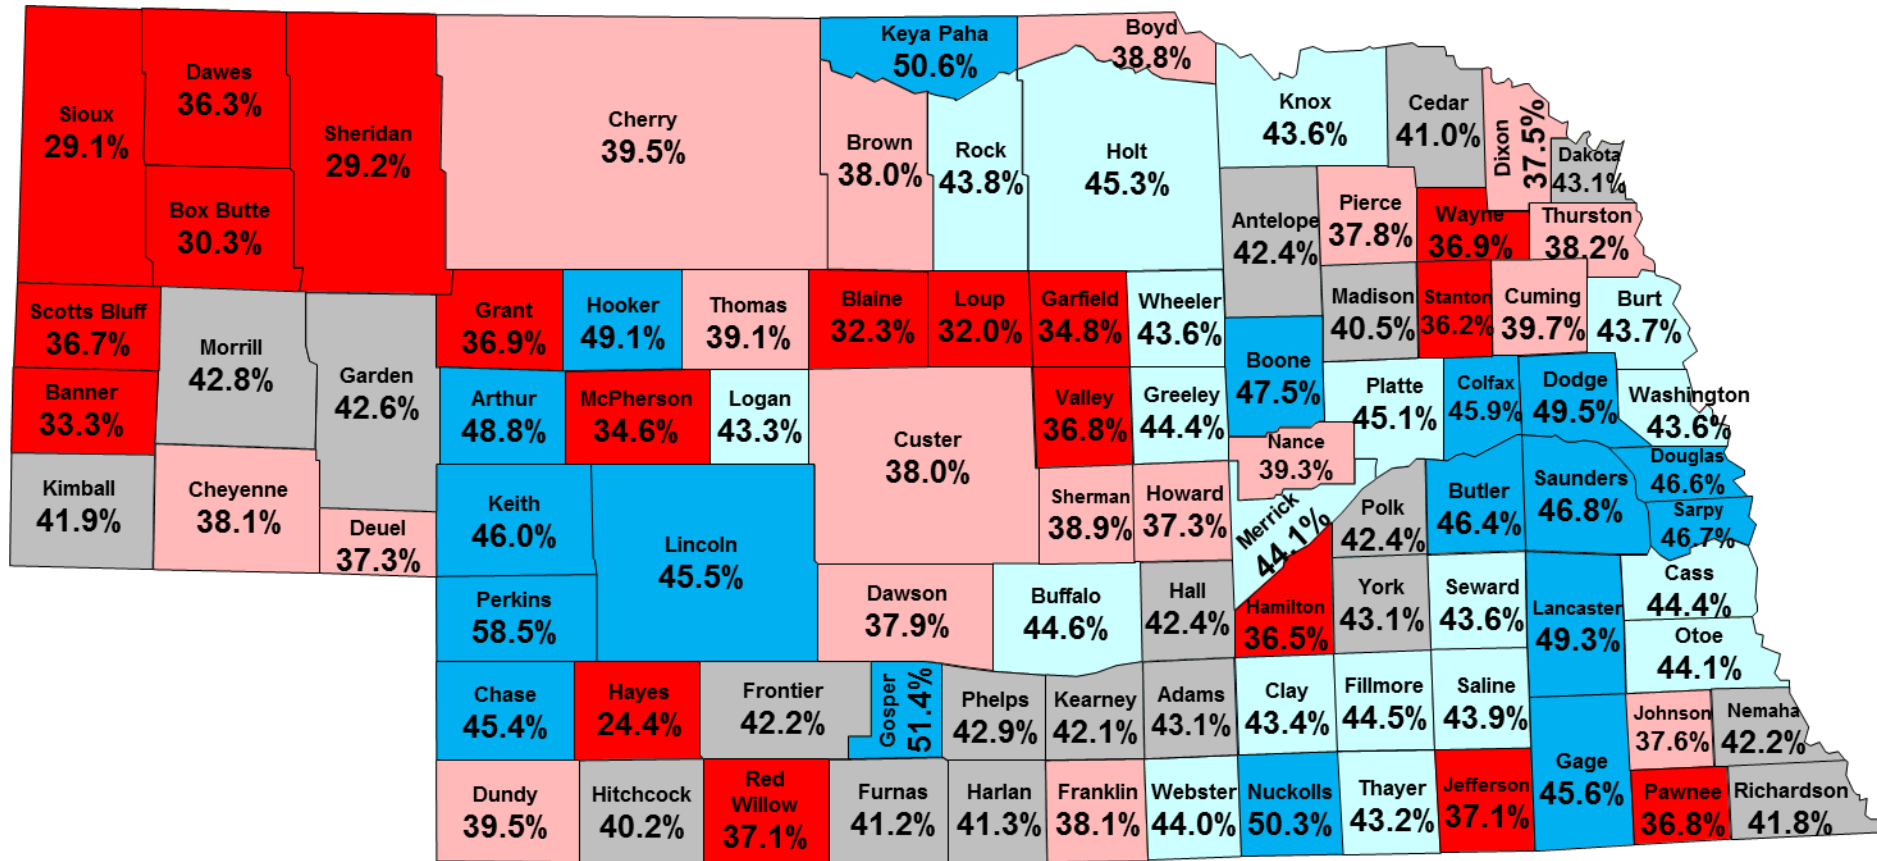 Sioux
29.1%
Dawes
36.3%
Box Butte
30.3%
Sheridan
29.2%
Cherry
39.5%
Keya Paha
50.6%
Boyd
38.8%
Brown
38.0%
Rock
43.8%
Holt
45.3%
Knox
43.6%
Cedar
41.0%
Dixon
37.5%
Dakota
43.1%
Antelope
42.4%
Pierce
37.8%
Wayne
36.9%
Thurston
38.2%
Scotts Bluff
36.7%
Morrill
42.8%
Garden
42.6%
Grant
36.9%
Hooker
49.1%
Thomas
39.1%
Blaine
32.3%
Loup
32.0%
Garfield
34.8%
Wheeler
43.6%
Boone
47.5%
Madison
40.5%
Stanton
36.2%
Cuming
39.7%
Burt
43.7%
Banner
33.3%
Arthur
48.8%
McPherson
34.6%
Logan
43.3%
Custer
38.0%
Valley
36.8%
Greeley
44.4%
Platte
45.1%
Colfax
45.9%
Dodge
49.5%
Washington
43.6%
Nance
39.3%
Kimball
41.9%
Cheyenne
38.1%
Deuel
37.3%
Keith
46.0%
Lincoln
45.5%
Sherman
38.9%
Howard
37.3%
Merrick
44.1%
Polk
42.4%
Butler
46.4%
Saunders
46.8%
Douglas
46.6%
Sarpy
46.7%
Perkins
58.5%
Dawson
37.9%
Buffalo
44.6%
Hall
42.4%
Hamilton
36.5%
York
43.1%
Seward
43.6%
Lancaster
49.3%
Cass
44.4%
Otoe
44.1%
Chase
45.4%
Hayes
24.4%
Frontier
42.2%
Gosper
51.4%
Phelps
42.9%
Kearney
42.1%
Adams
43.1%
Clay
43.4%
Fillmore
44.5%
Saline
43.9%
Gage
45.6%
Johnson
37.6%
Nemaha
42.2%
Dundy
39.5%
Hitchcock
40.2%
Red
Willow
37.1%
Furnas
41.2%
Harlan
41.3%
Franklin
38.1%
Webster
44.0%
Nuckolls
50.3%
Thayer
43.2%
Jefferson
37.1%
Pawnee
36.8%
Richardson
41.8%